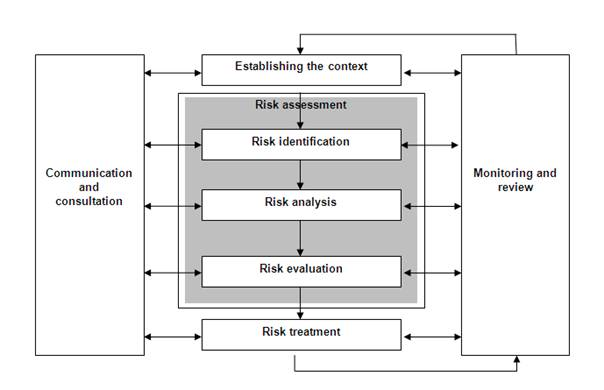 Establishing the context
Risk assessment
Risk identification
Communication
and
consultation
Monitoring and
review
Risk analysis
Risk evaluation
Risk treatment